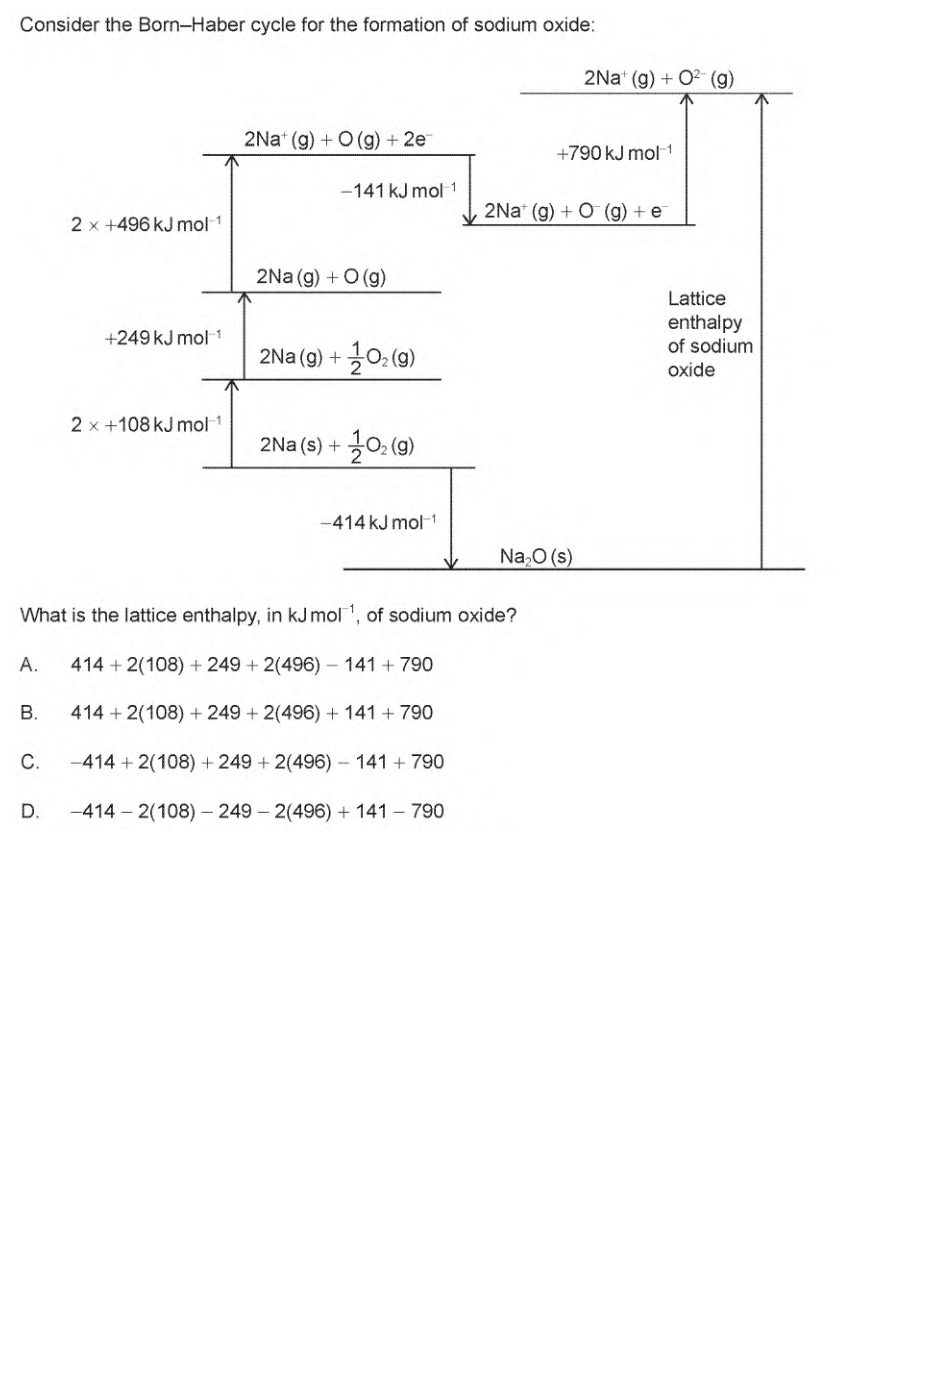 Consider the Born–Haber cycle for the formation of sodium oxide:
2Na⁺ (g) + O²⁻ (g)
2Na⁺ (g) + O (g) + 2e⁻
+790 kJ mol⁻¹
−141 kJ mol⁻¹
2Na⁺ (g) + O⁻ (g) + e⁻
2 × +496 kJ mol⁻¹
2Na (g) + O (g)
Lattice
enthalpy
of sodium
oxide
+249 kJ mol⁻¹
2Na (g) + 1/2 O₂ (g)
2 × +108 kJ mol⁻¹
2Na (s) + 1/2 O₂ (g)
−414 kJ mol⁻¹
Na₂O (s)
What is the lattice enthalpy, in kJ mol⁻¹, of sodium oxide?
A. 414 + 2(108) + 249 + 2(496) − 141 + 790
B. 414 + 2(108) + 249 + 2(496) + 141 + 790
C. −414 + 2(108) + 249 + 2(496) − 141 + 790
D. −414 − 2(108) − 249 − 2(496) + 141 − 790